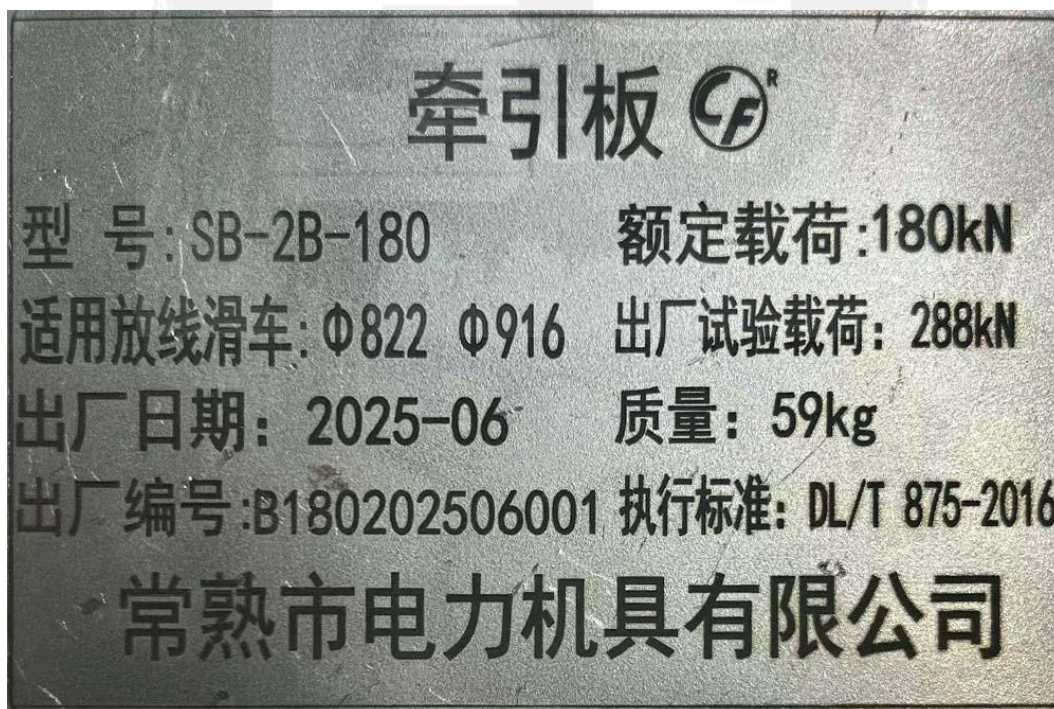 牵引板 CF R
型 号:SB-2B-180 额定载荷:180kN
适用放线滑车:Φ822 Φ916 出厂试验载荷:288kN
出厂日期:2025-06 质量:59kg
出厂编号:B180202506001 执行标准:DL/T 875-2016
常熟市电力机具有限公司